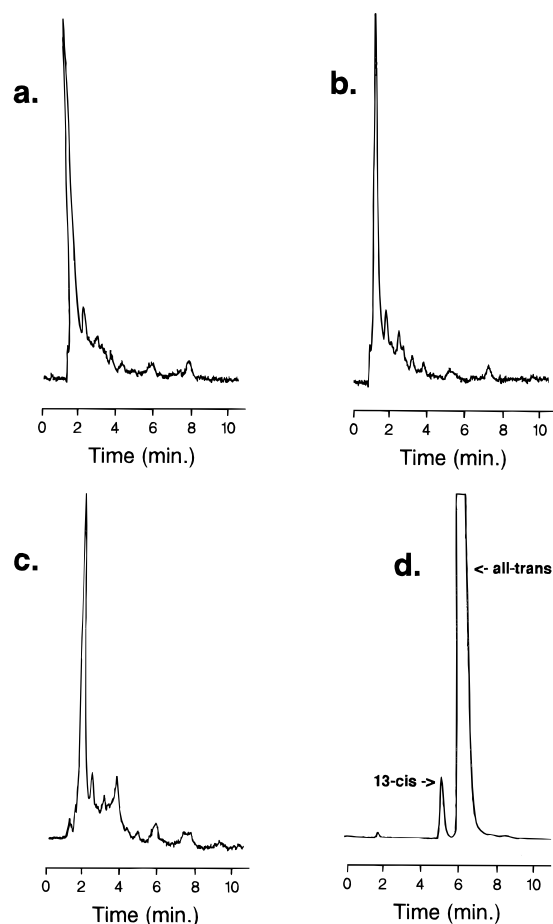 a.
0 2 4 6 8 10
Time (min.)
b.
0 2 4 6 8 10
Time (min.)
c.
0 2 4 6 8 10
Time (min.)
d.
<- all-trans
13-cis ->
0 2 4 6 8 10
Time (min.)